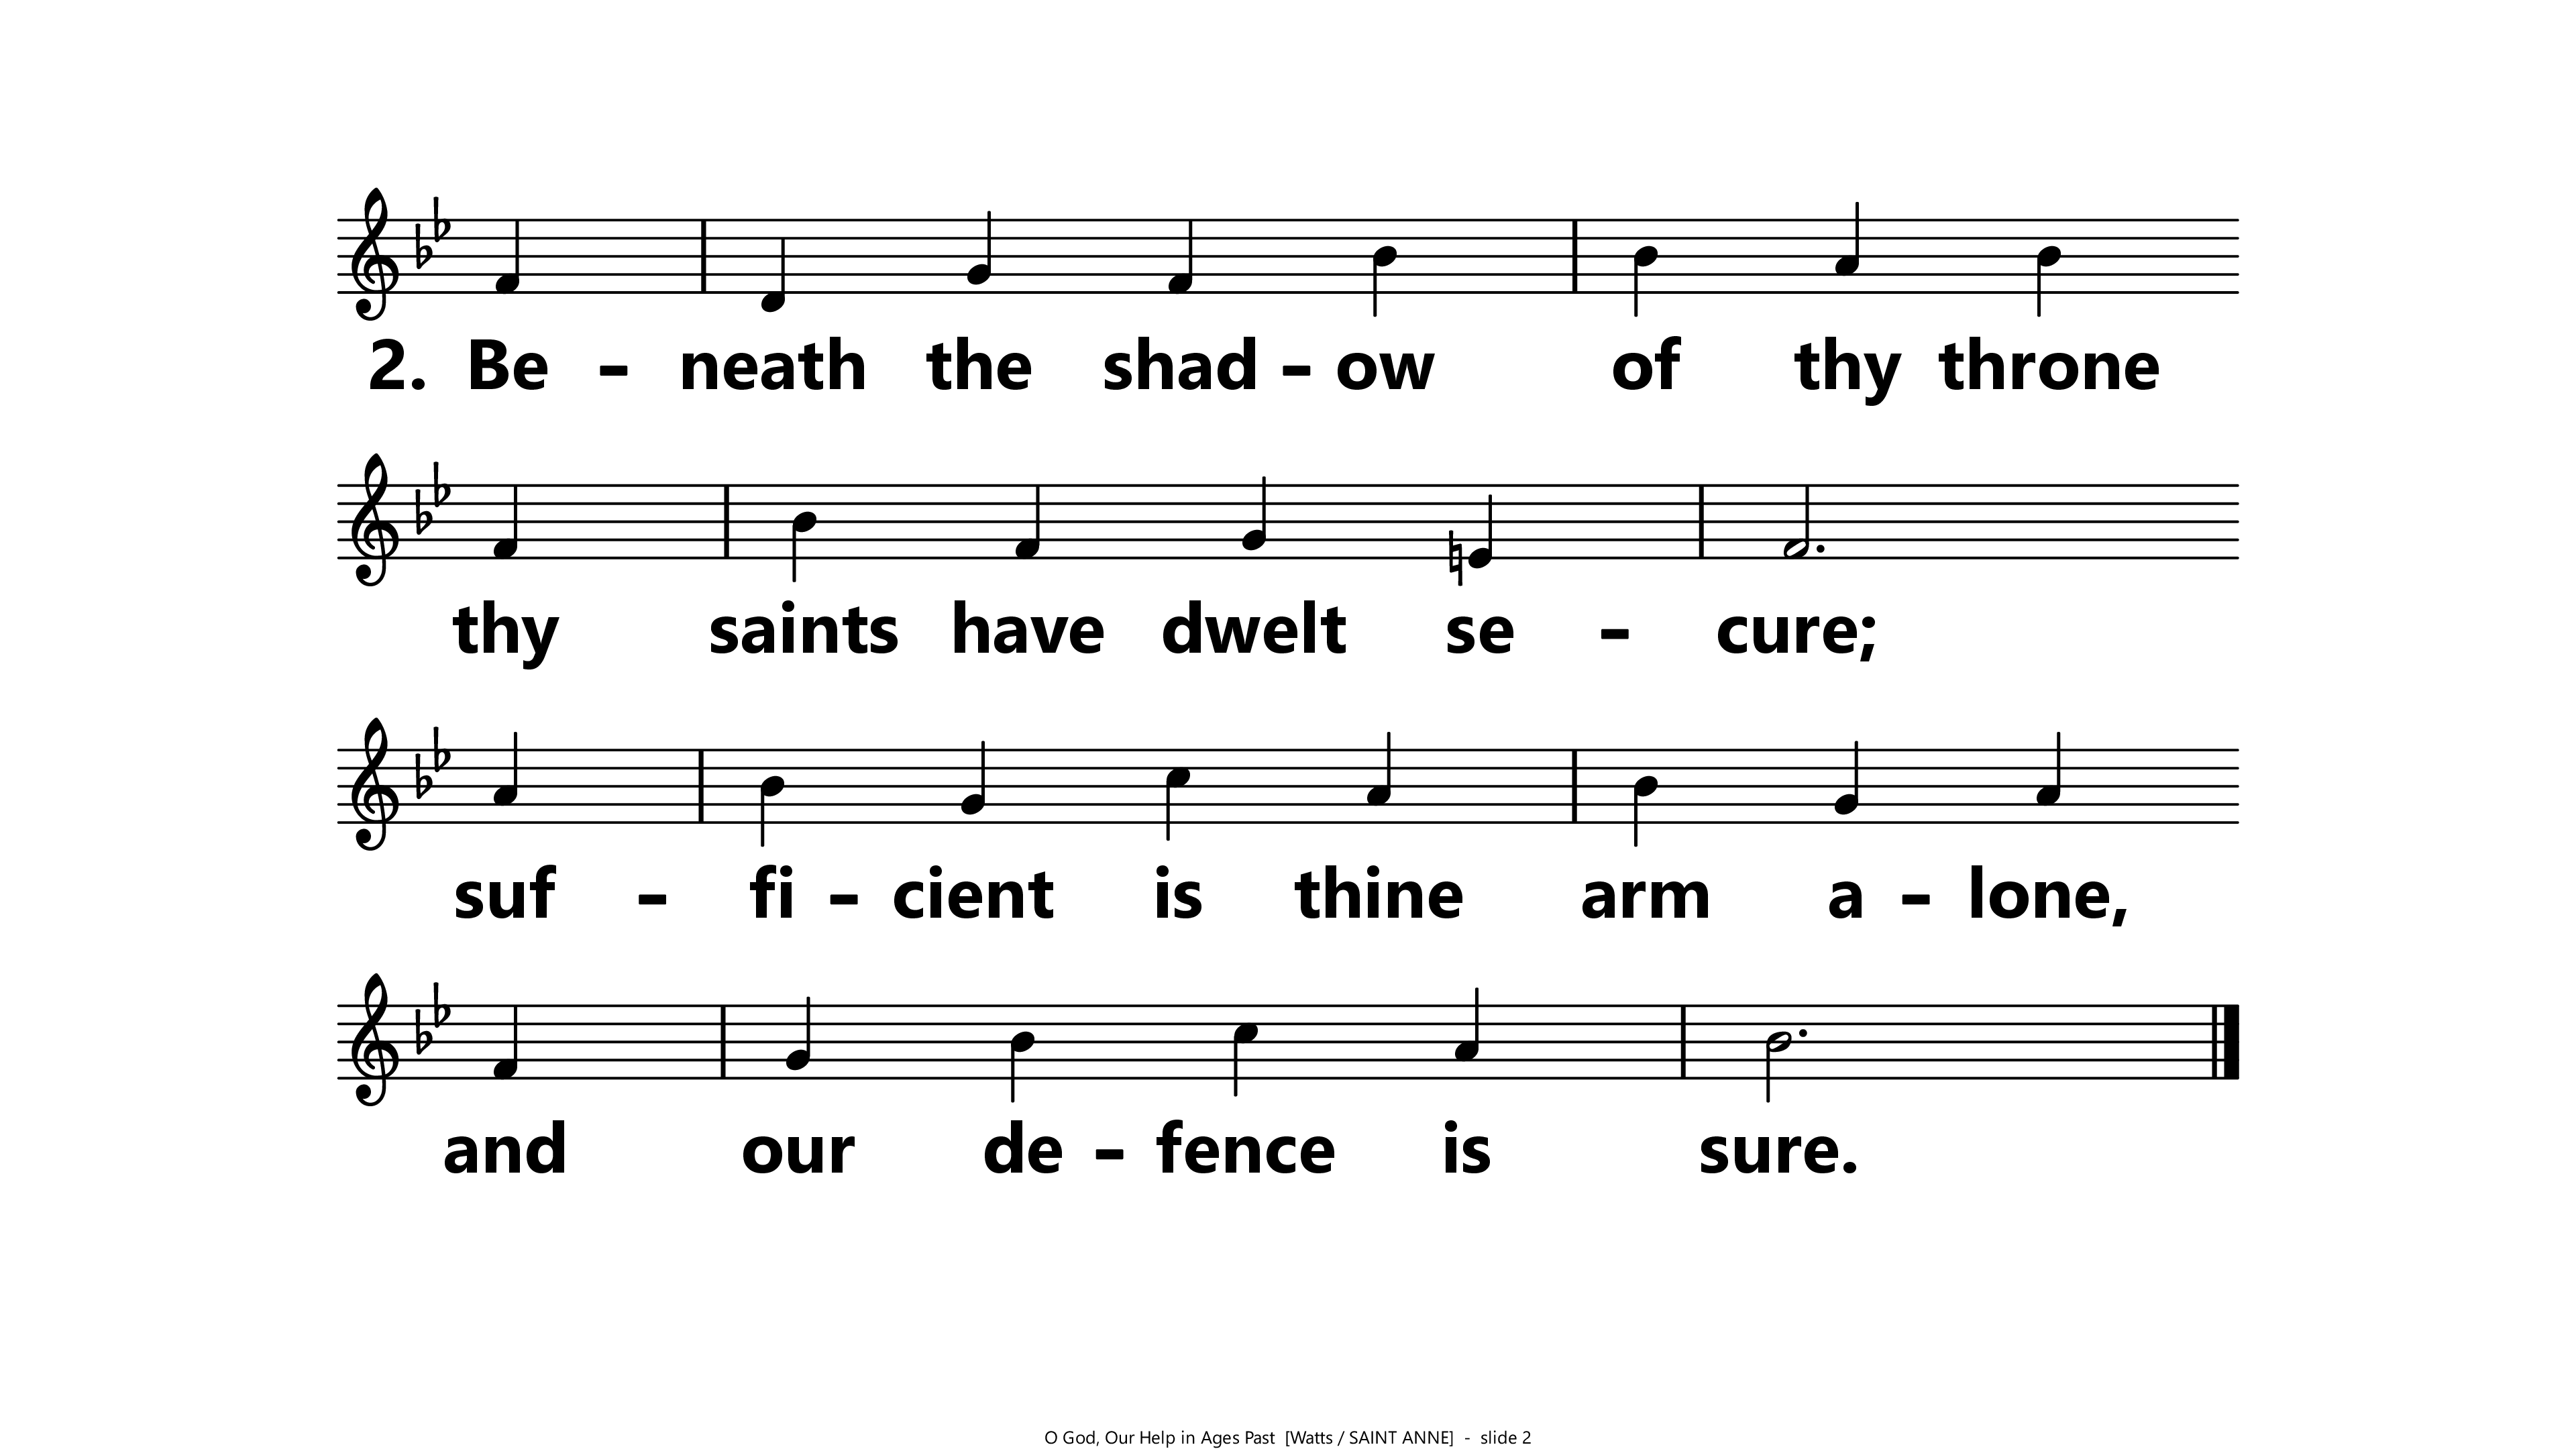 2. Be - neath the shad - ow of thy throne
thy saints have dwelt se - cure;
suf - fi - cient is thine arm a - lone,
and our de - fence is sure.
O God, Our Help in Ages Past [Watts / SAINT ANNE] - slide 2